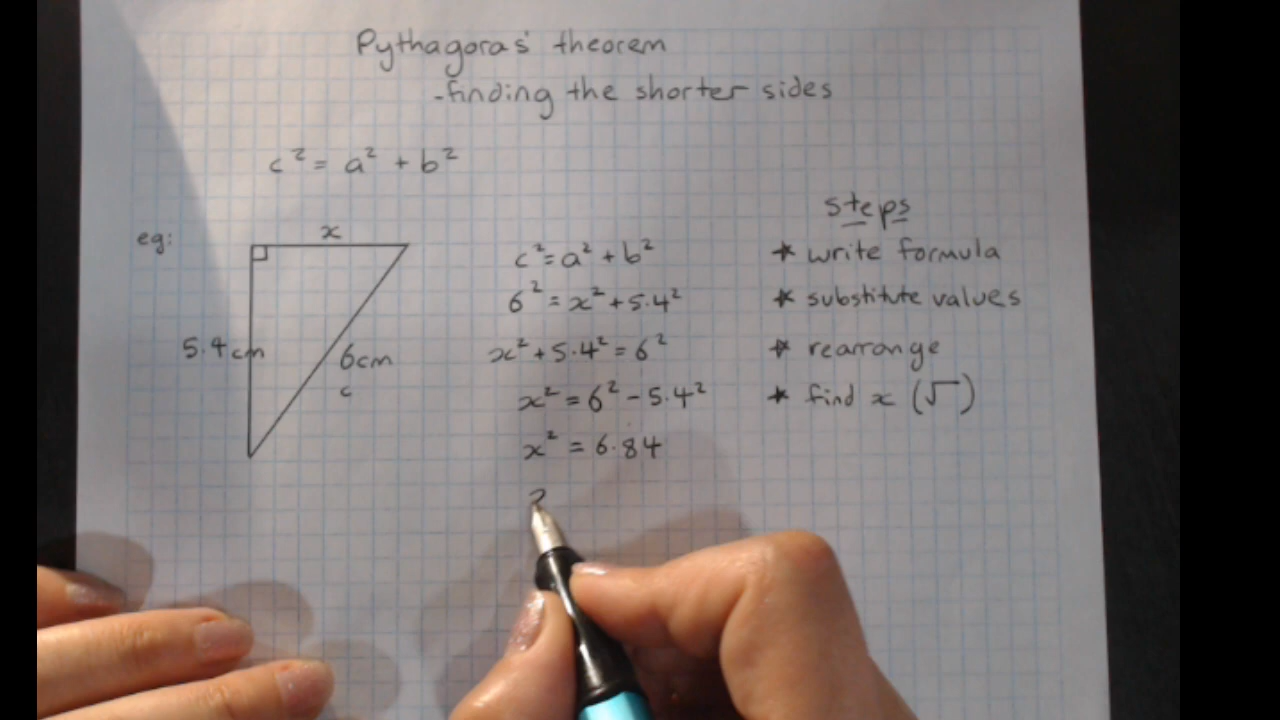 Pythagoras' theorem
-finding the shorter sides
c² = a² + b²
eg:
x
5.4cm
6cm
c
c² = a² + b²
6² = x² + 5.4²
x² + 5.4² = 6²
x² = 6² - 5.4²
x² = 6.84
steps
* write formula
* substitute values
* rearrange
* find x (√)